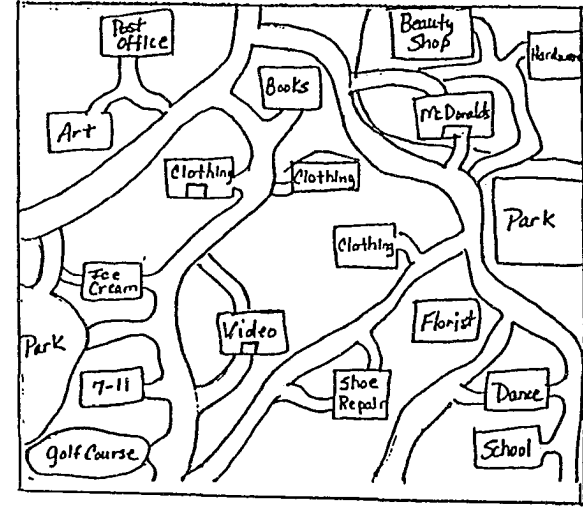 Post
Office
Beauty
Shop
Hardware
Books
McDonalds
Art
Clothing
Clothing
Park
Clothing
Ice
Cream
Florist
Video
Park
7-11
Shoe
Repair
Dance
School
Golf Course